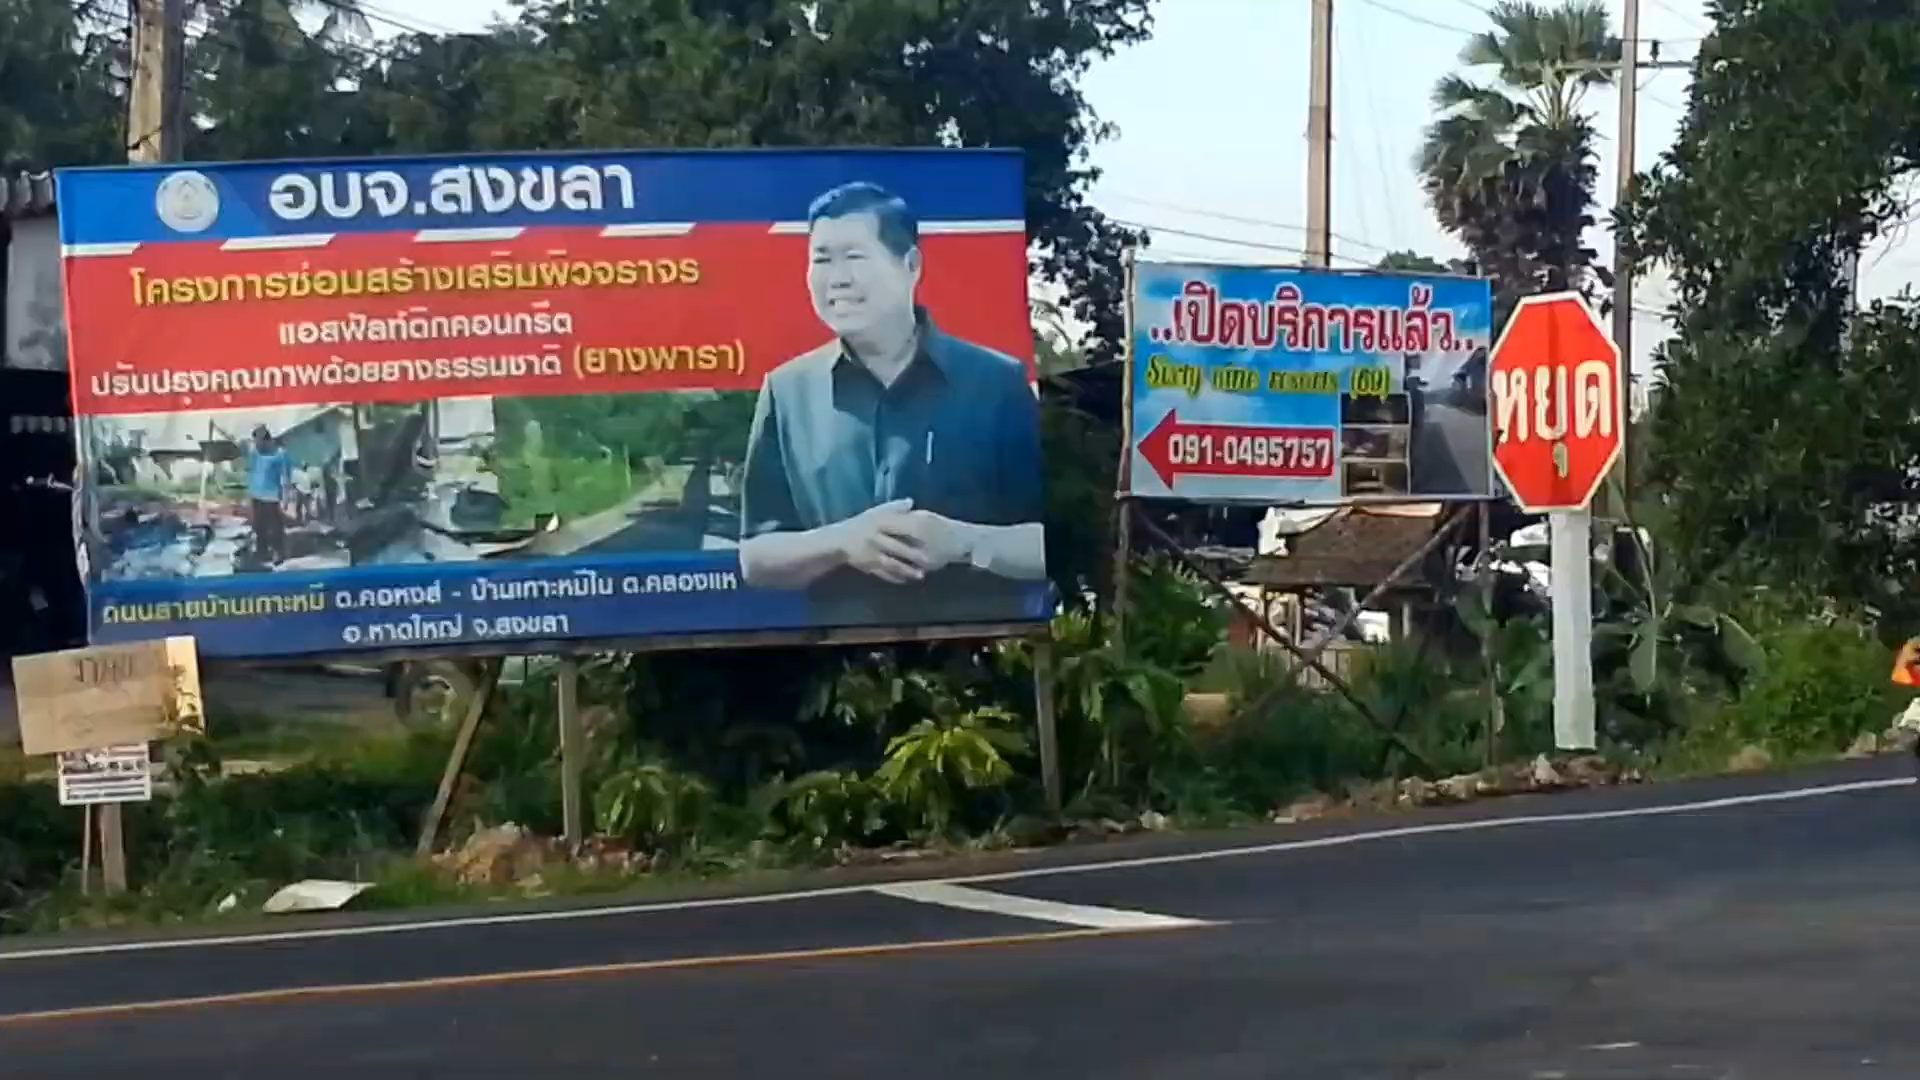 อบจ.สงขลา
โครงการซ่อมสร้างเสริมผิวจราจร
แอสฟัลท์ติกคอนกรีต
ปรับปรุงคุณภาพด้วยยางธรรมชาติ (ยางพารา)
ถนนสายบ้านเกาะหมี ต.คอหงส์ - บ้านเกาะหมีใน ต.คลองแห
อ.หาดใหญ่ จ.สงขลา
..เปิดบริการแล้ว..
Sixty nine resorts (69)
091-0495757
หยุด